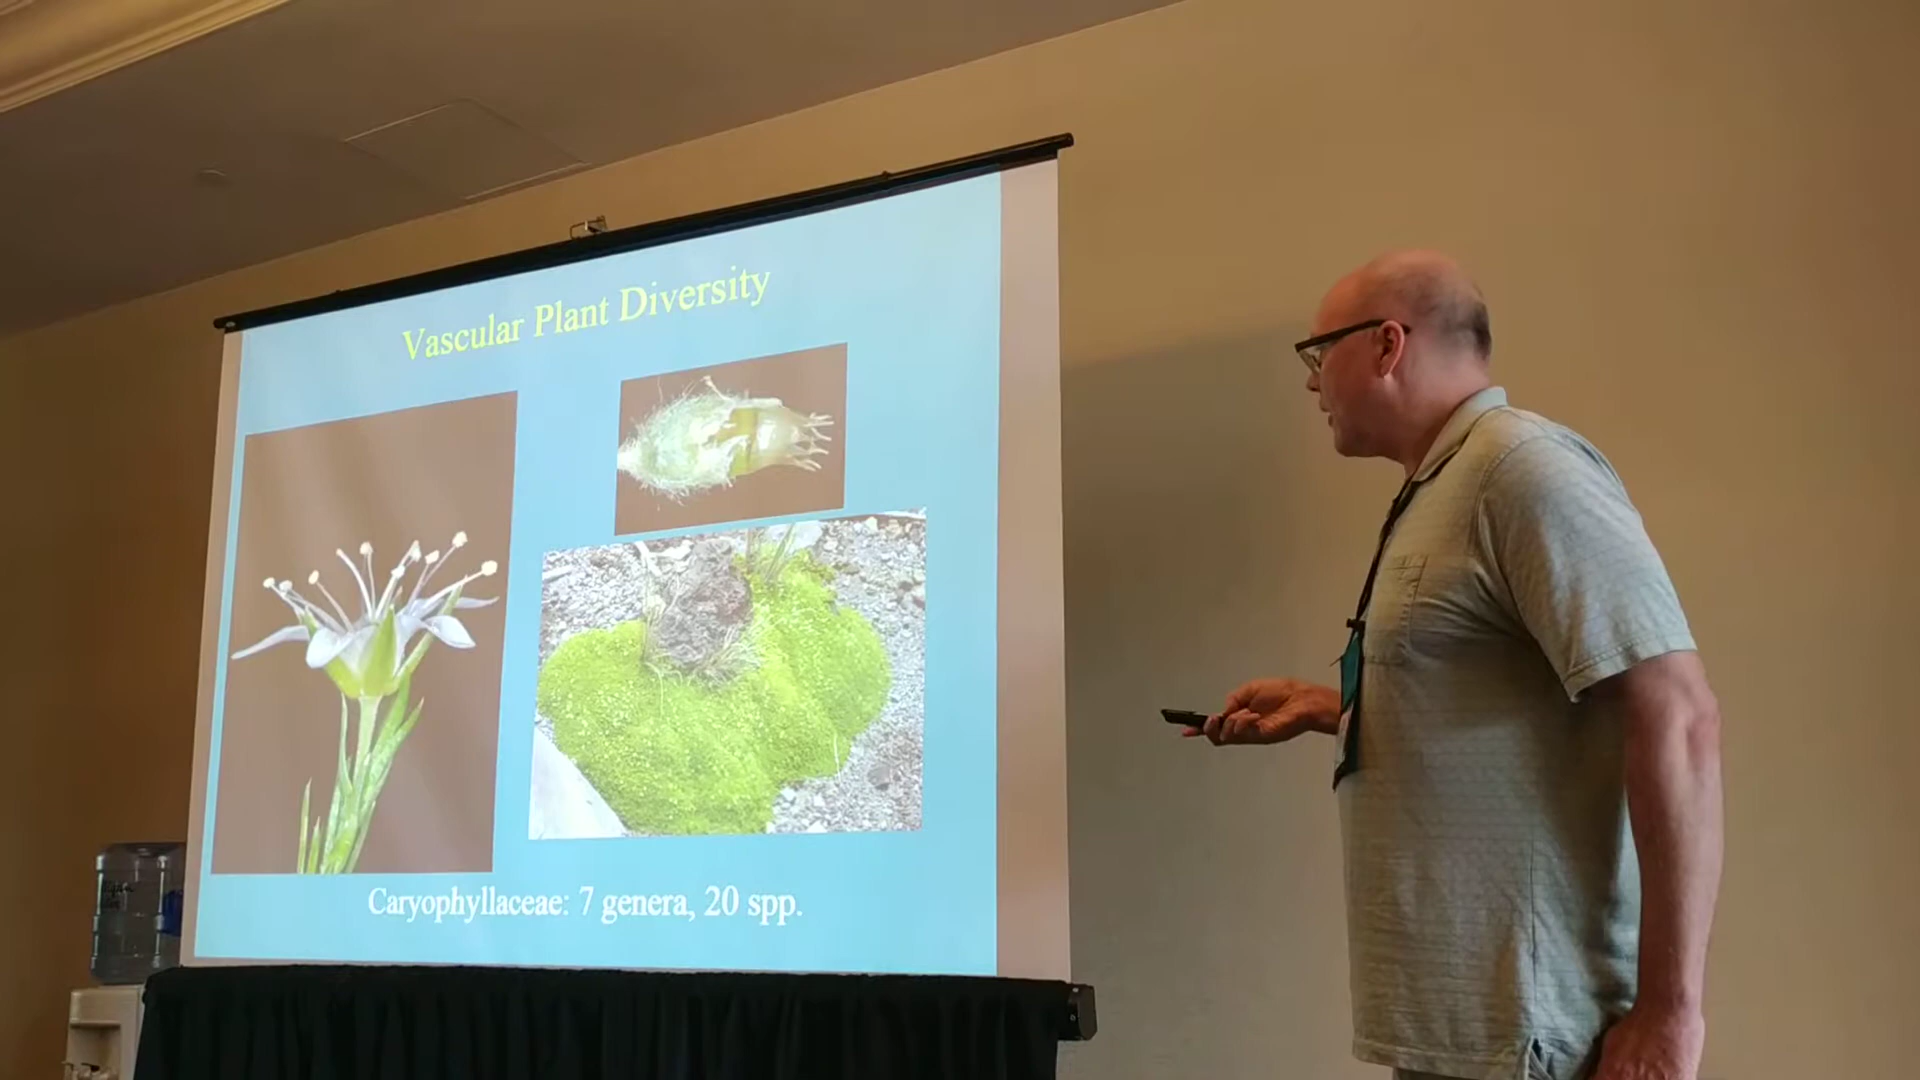 Vascular Plant Diversity
Caryophyllaceae: 7 genera, 20 spp.